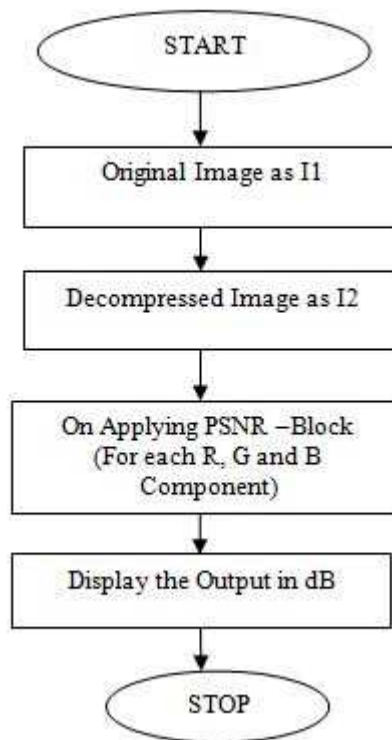 START
Original Image as I1
Decompressed Image as I2
On Applying PSNR –Block
(For each R, G and B
Component)
Display the Output in dB
STOP